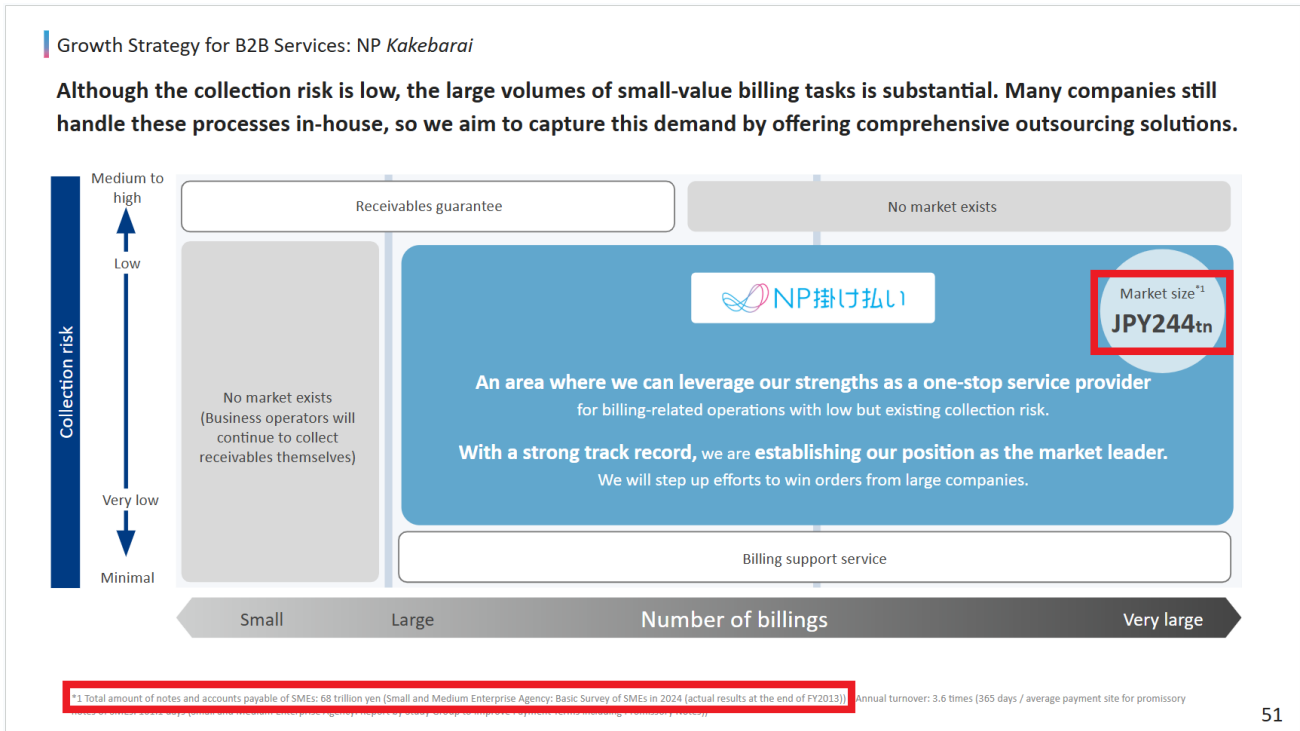 Growth Strategy for B2B Services: NP Kakebarai
Although the collection risk is low, the large volumes of small-value billing tasks is substantial. Many companies still
handle these processes in-house, so we aim to capture this demand by offering comprehensive outsourcing solutions.
Collection risk
Medium to
high
Low
Very low
Minimal
Receivables guarantee
No market exists
No market exists
(Business operators will
continue to collect
receivables themselves)
NP掛け払い
Market size*1
JPY244tn
An area where we can leverage our strengths as a one-stop service provider
for billing-related operations with low but existing collection risk.
With a strong track record, we are establishing our position as the market leader.
We will step up efforts to win orders from large companies.
Billing support service
Small
Large
Number of billings
Very large
*1 Total amount of notes and accounts payable of SMEs: 68 trillion yen (Small and Medium Enterprise Agency: Basic Survey of SMEs in 2024 (actual results at the end of FY2013)) Annual turnover: 3.6 times (365 days / average payment site for promissory
51